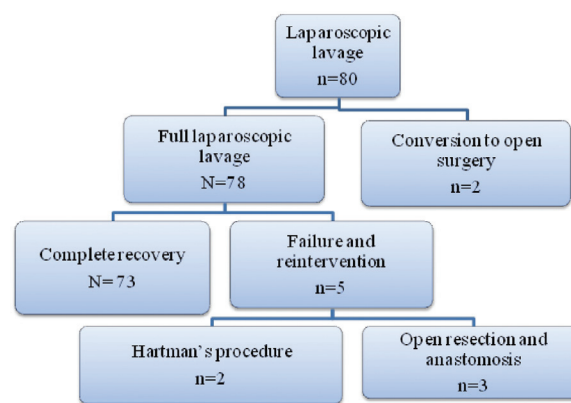 Laparoscopic
lavage
n=80
Full laparoscopic
lavage
N=78
Conversion to open
surgery
n=2
Complete recovery
N= 73
Failure and
reintervention
n=5
Hartman's procedure
n=2
Open resection and
anastomosis
n=3